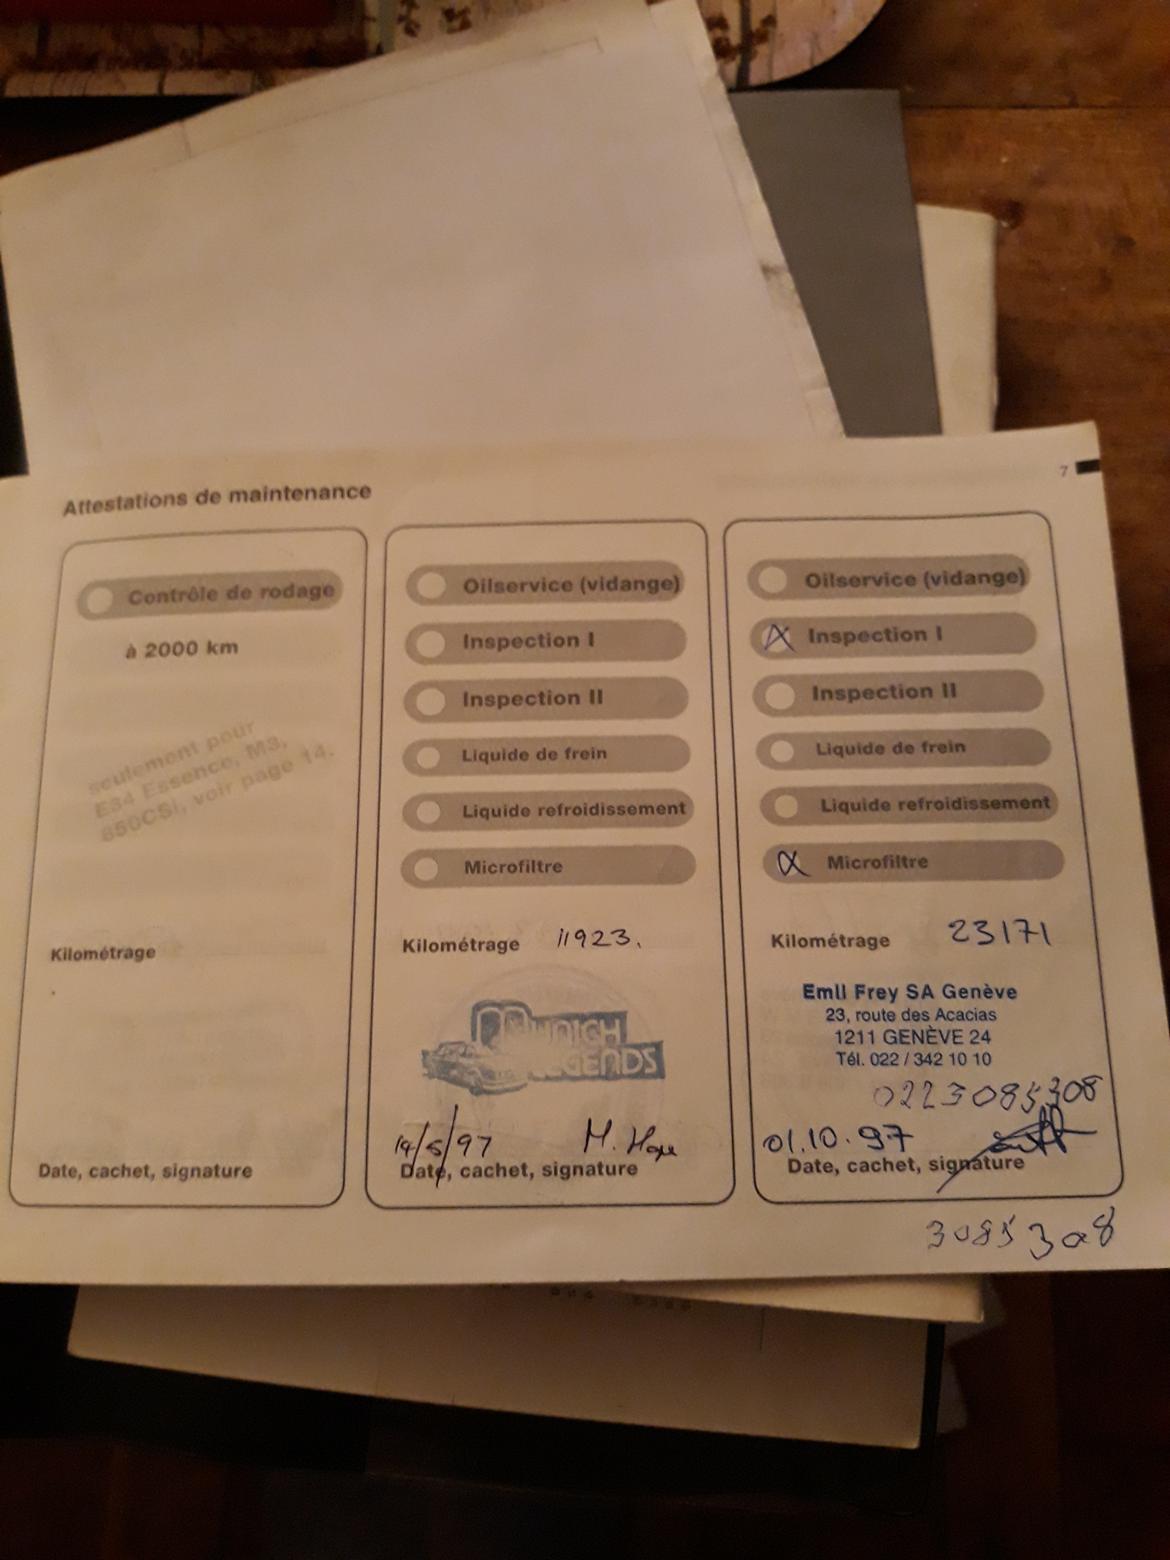 7
Attestations de maintenance
Contrôle de rodage
à 2000 km
seulement pour
E34 Essence, M3,
850CSi, voir page 14.
Kilométrage
Date, cachet, signature
Oilservice (vidange)
Inspection I
Inspection II
Liquide de frein
Liquide refroidissement
Microfiltre
Kilométrage 11923.
MUNICH
LEGENDS
14/5/97 M. Hope
Date, cachet, signature
Oilservice (vidange)
X Inspection I
Inspection II
Liquide de frein
Liquide refroidissement
X Microfiltre
Kilométrage 23171
Emil Frey SA Genève
23, route des Acacias
1211 GENÈVE 24
Tél. 022 / 342 10 10
0223085308
01.10.97
Date, cachet, signature
3085308